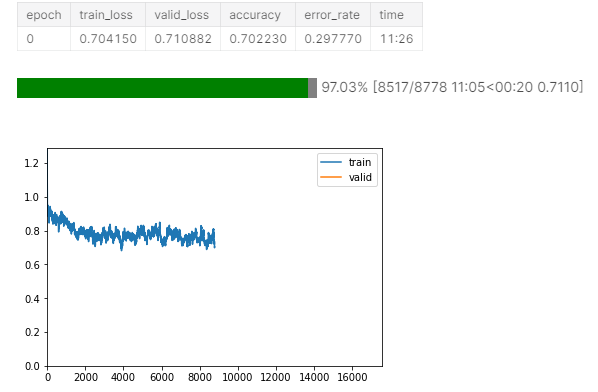 epoch train_loss valid_loss accuracy error_rate time
0 0.704150 0.710882 0.702230 0.297770 11:26
97.03% [8517/8778 11:05<00:20 0.7110]
train
valid
1.2
1.0
0.8
0.6
0.4
0.2
0.0
0 2000 4000 6000 8000 10000 12000 14000 16000